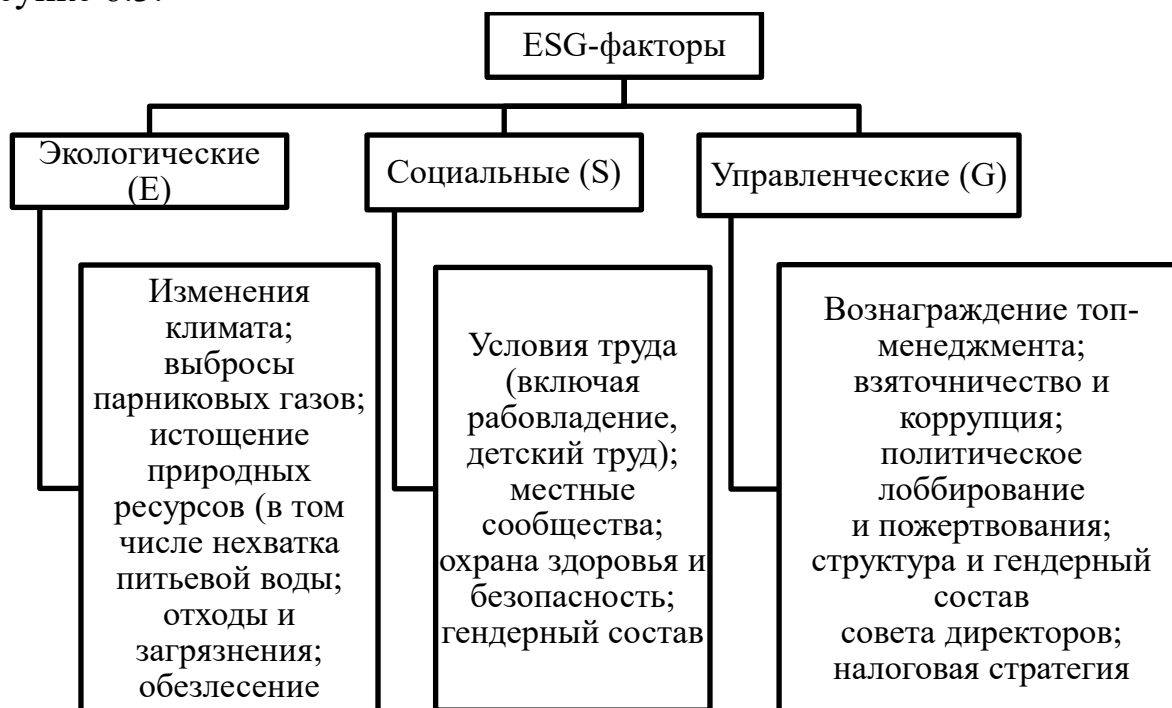 ESG-факторы
Экологические
(E)
Социальные (S)
Управленческие (G)
Изменения
климата;
выбросы
парниковых газов;
истощение
природных
ресурсов (в том
числе нехватка
питьевой воды;
отходы и
загрязнения;
обезлесение
Условия труда
(включая
рабовладение,
детский труд);
местные
сообщества;
охрана здоровья и
безопасность;
гендерный состав
Вознаграждение топ-
менеджмента;
взяточничество и
коррупция;
политическое
лоббирование
и пожертвования;
структура и гендерный
состав
совета директоров;
налоговая стратегия